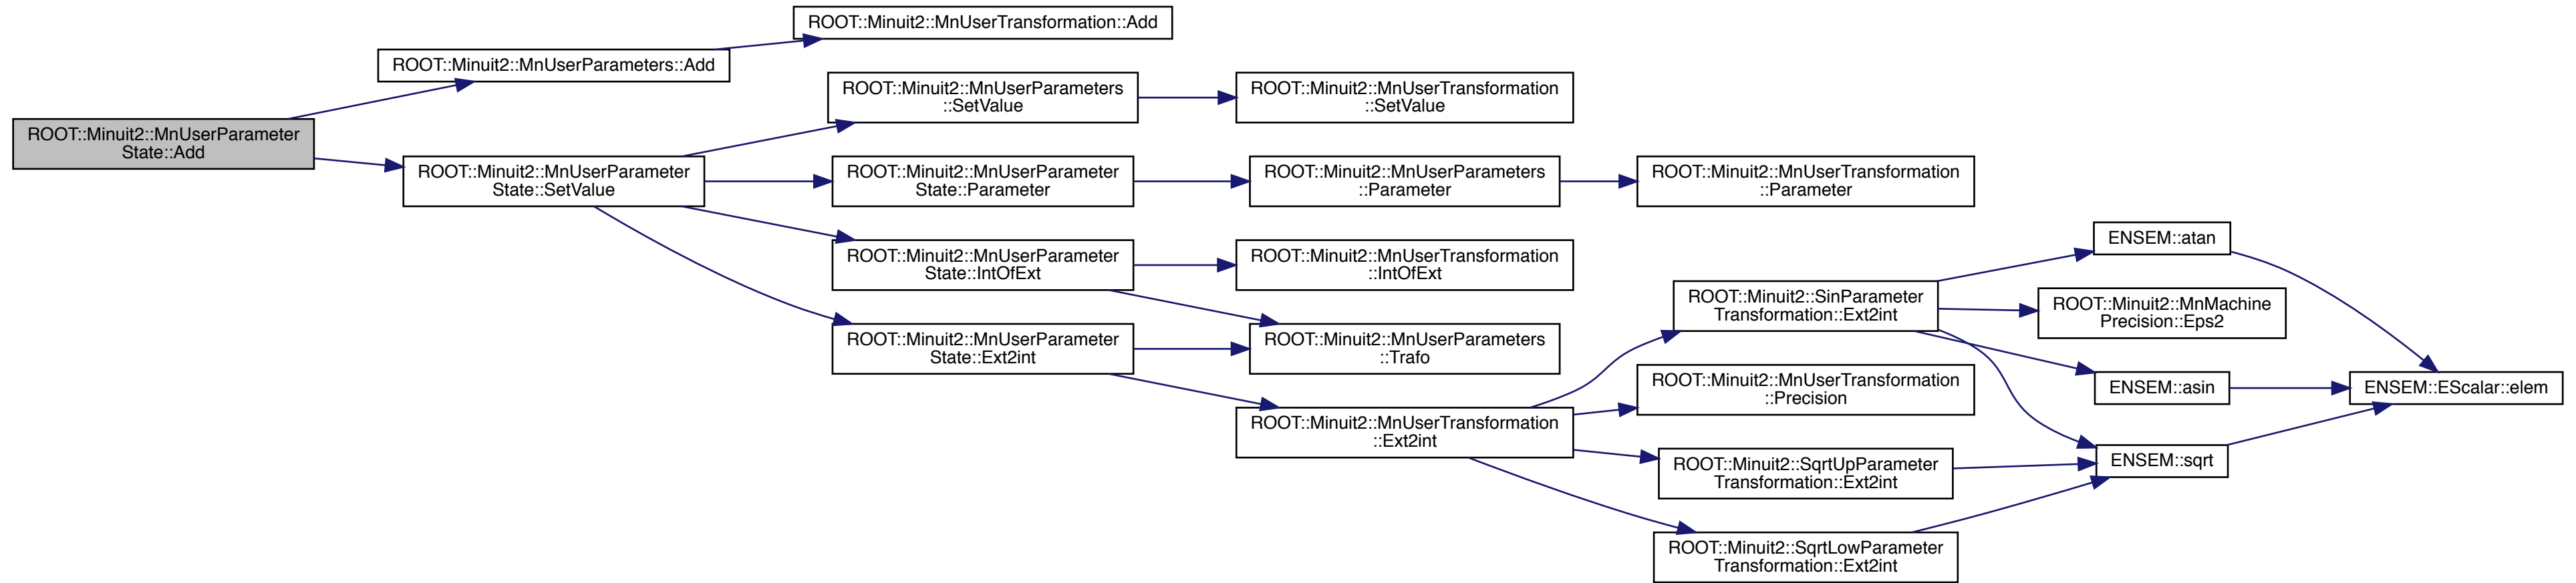 ROOT::Minuit2::MnUserParameter
State::Add
ROOT::Minuit2::MnUserParameters::Add
ROOT::Minuit2::MnUserTransformation::Add
ROOT::Minuit2::MnUserParameter
State::SetValue
ROOT::Minuit2::MnUserParameters
::SetValue
ROOT::Minuit2::MnUserTransformation
::SetValue
ROOT::Minuit2::MnUserParameter
State::Parameter
ROOT::Minuit2::MnUserParameters
::Parameter
ROOT::Minuit2::MnUserTransformation
::Parameter
ROOT::Minuit2::MnUserParameter
State::IntOfExt
ROOT::Minuit2::MnUserTransformation
::IntOfExt
ROOT::Minuit2::MnUserParameter
State::Ext2int
ROOT::Minuit2::MnUserParameters
::Trafo
ROOT::Minuit2::MnUserTransformation
::Ext2int
ROOT::Minuit2::SinParameter
Transformation::Ext2int
ROOT::Minuit2::MnUserTransformation
::Precision
ROOT::Minuit2::SqrtUpParameter
Transformation::Ext2int
ROOT::Minuit2::SqrtLowParameter
Transformation::Ext2int
ENSEM::atan
ROOT::Minuit2::MnMachine
Precision::Eps2
ENSEM::asin
ENSEM::sqrt
ENSEM::EScalar::elem